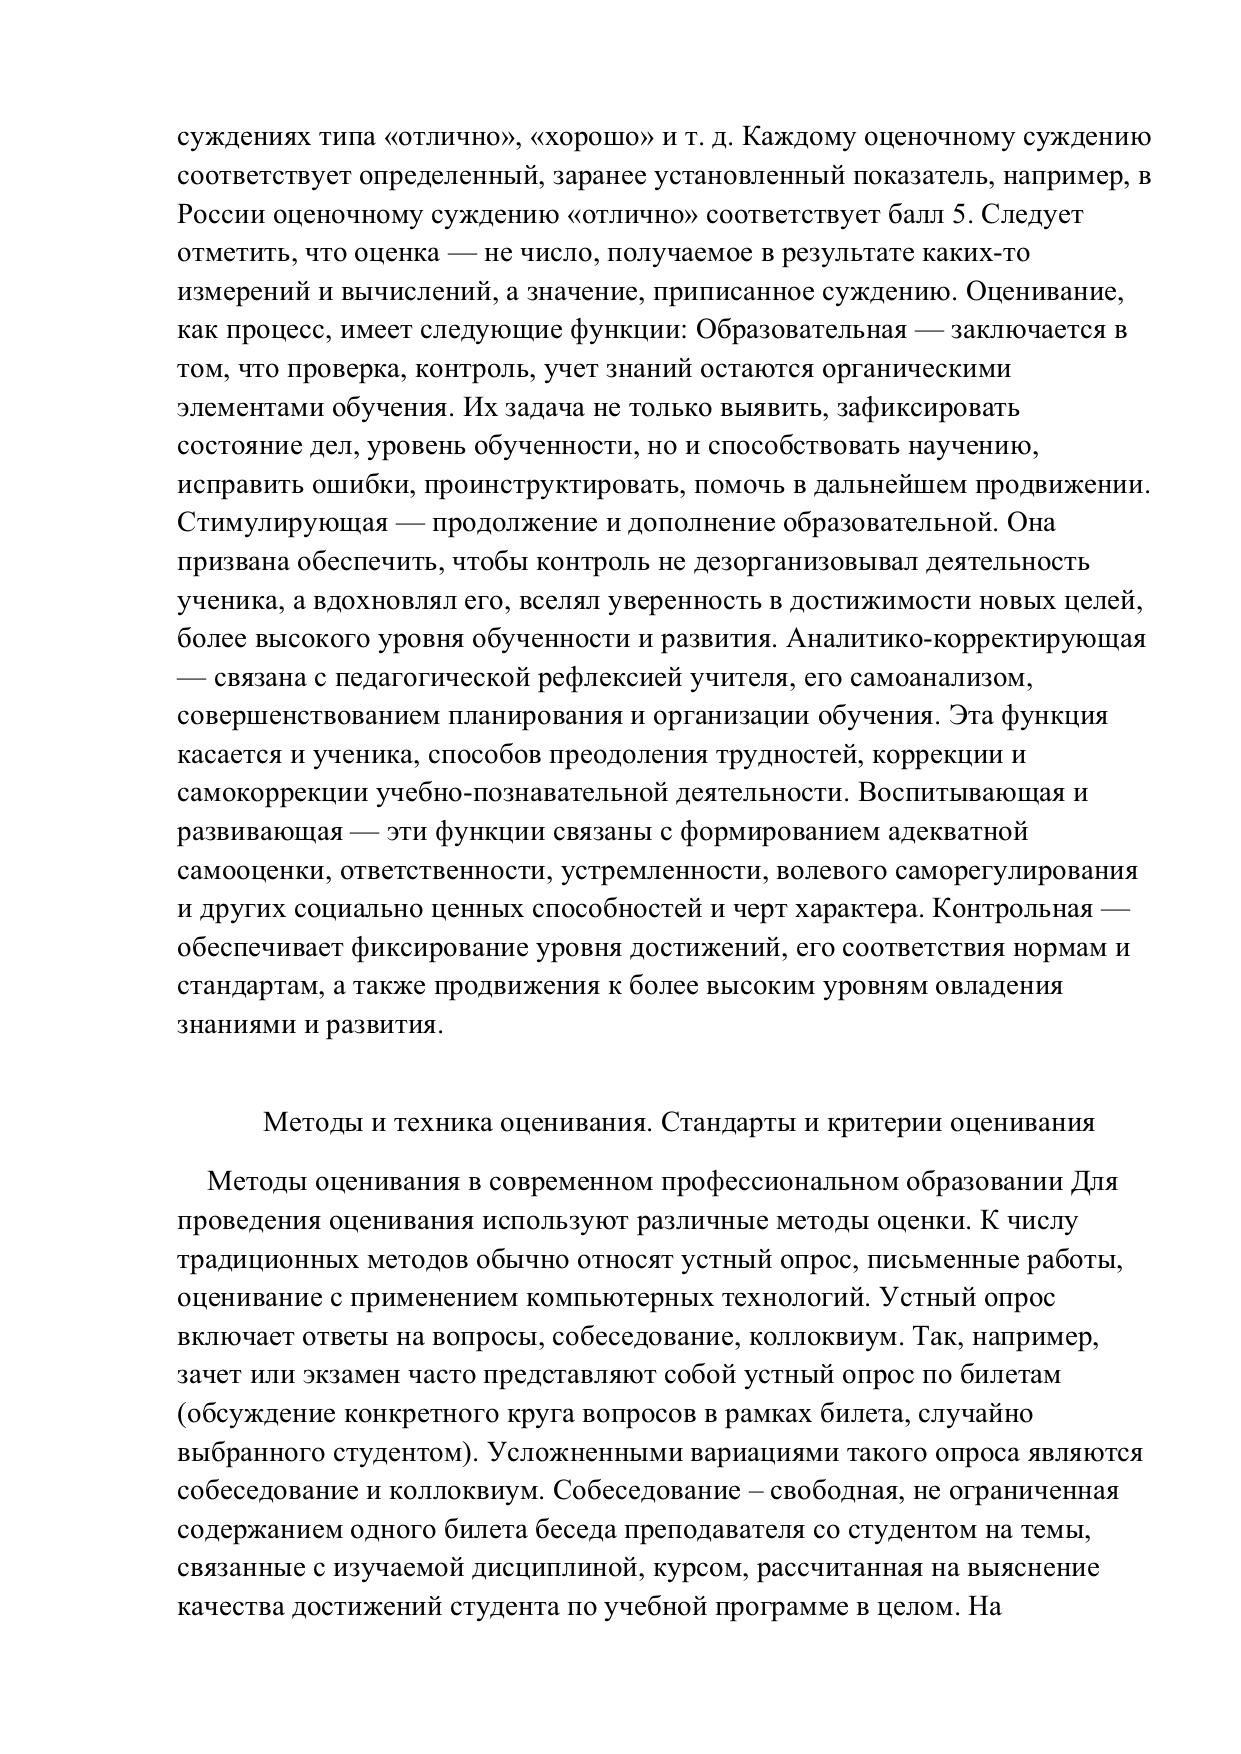 суждениях типа «отлично», «хорошо» и т. д. Каждому оценочному суждению
соответствует определенный, заранее установленный показатель, например, в
России оценочному суждению «отлично» соответствует балл 5. Следует
отметить, что оценка — не число, получаемое в результате каких-то
измерений и вычислений, а значение, приписанное суждению. Оценивание,
как процесс, имеет следующие функции: Образовательная — заключается в
том, что проверка, контроль, учет знаний остаются органическими
элементами обучения. Их задача не только выявить, зафиксировать
состояние дел, уровень обученности, но и способствовать научению,
исправить ошибки, проинструктировать, помочь в дальнейшем продвижении.
Стимулирующая — продолжение и дополнение образовательной. Она
призвана обеспечить, чтобы контроль не дезорганизовывал деятельность
ученика, а вдохновлял его, вселял уверенность в достижимости новых целей,
более высокого уровня обученности и развития. Аналитико-корректирующая
— связана с педагогической рефлексией учителя, его самоанализом,
совершенствованием планирования и организации обучения. Эта функция
касается и ученика, способов преодоления трудностей, коррекции и
самокоррекции учебно-познавательной деятельности. Воспитывающая и
развивающая — эти функции связаны с формированием адекватной
самооценки, ответственности, устремленности, волевого саморегулирования
и других социально ценных способностей и черт характера. Контрольная —
обеспечивает фиксирование уровня достижений, его соответствия нормам и
стандартам, а также продвижения к более высоким уровням овладения
знаниями и развития.
Методы и техника оценивания. Стандарты и критерии оценивания
Методы оценивания в современном профессиональном образовании Для
проведения оценивания используют различные методы оценки. К числу
традиционных методов обычно относят устный опрос, письменные работы,
оценивание с применением компьютерных технологий. Устный опрос
включает ответы на вопросы, собеседование, коллоквиум. Так, например,
зачет или экзамен часто представляют собой устный опрос по билетам
(обсуждение конкретного круга вопросов в рамках билета, случайно
выбранного студентом). Усложненными вариациями такого опроса являются
собеседование и коллоквиум. Собеседование – свободная, не ограниченная
содержанием одного билета беседа преподавателя со студентом на темы,
связанные с изучаемой дисциплиной, курсом, рассчитанная на выяснение
качества достижений студента по учебной программе в целом. На